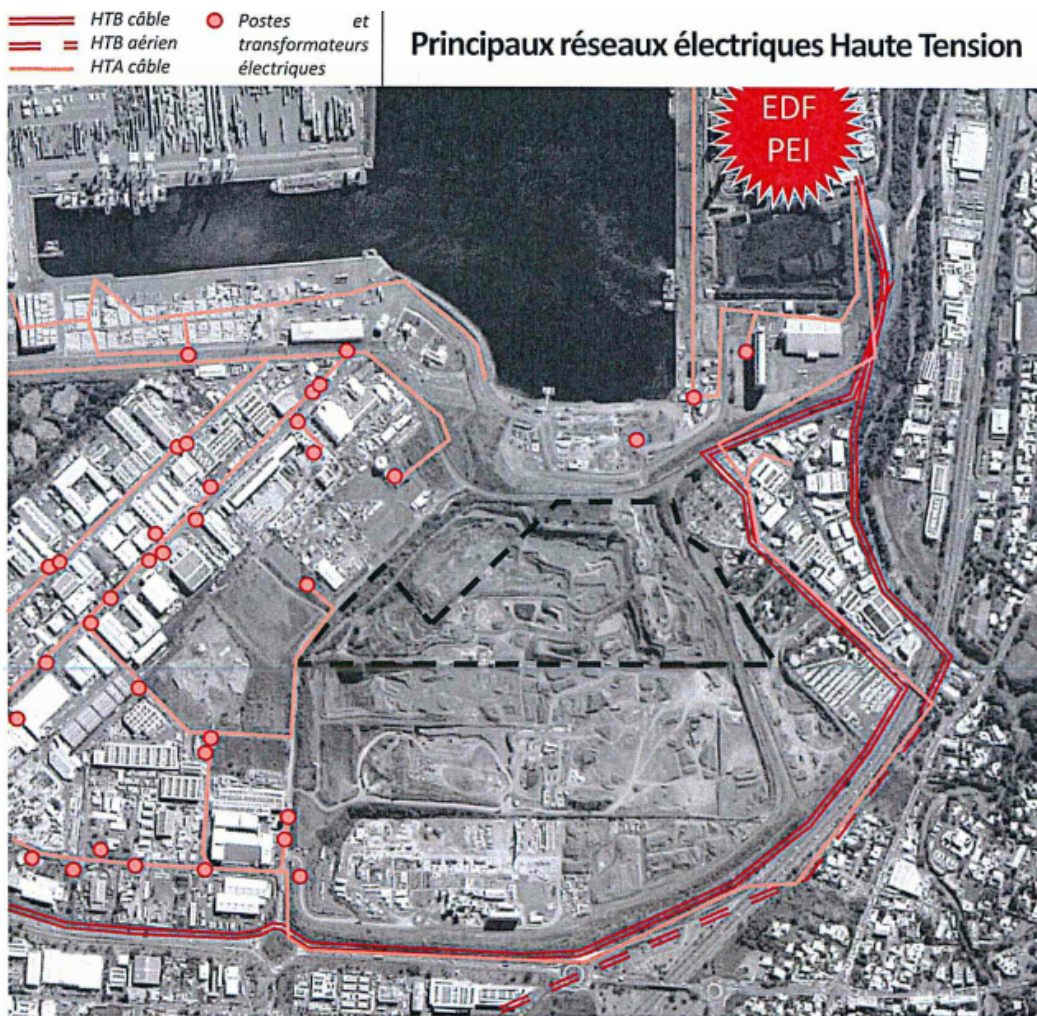 HTB câble
HTB aérien
HTA câble
Postes et
transformateurs
électriques
Principaux réseaux électriques Haute Tension
EDF
PEI